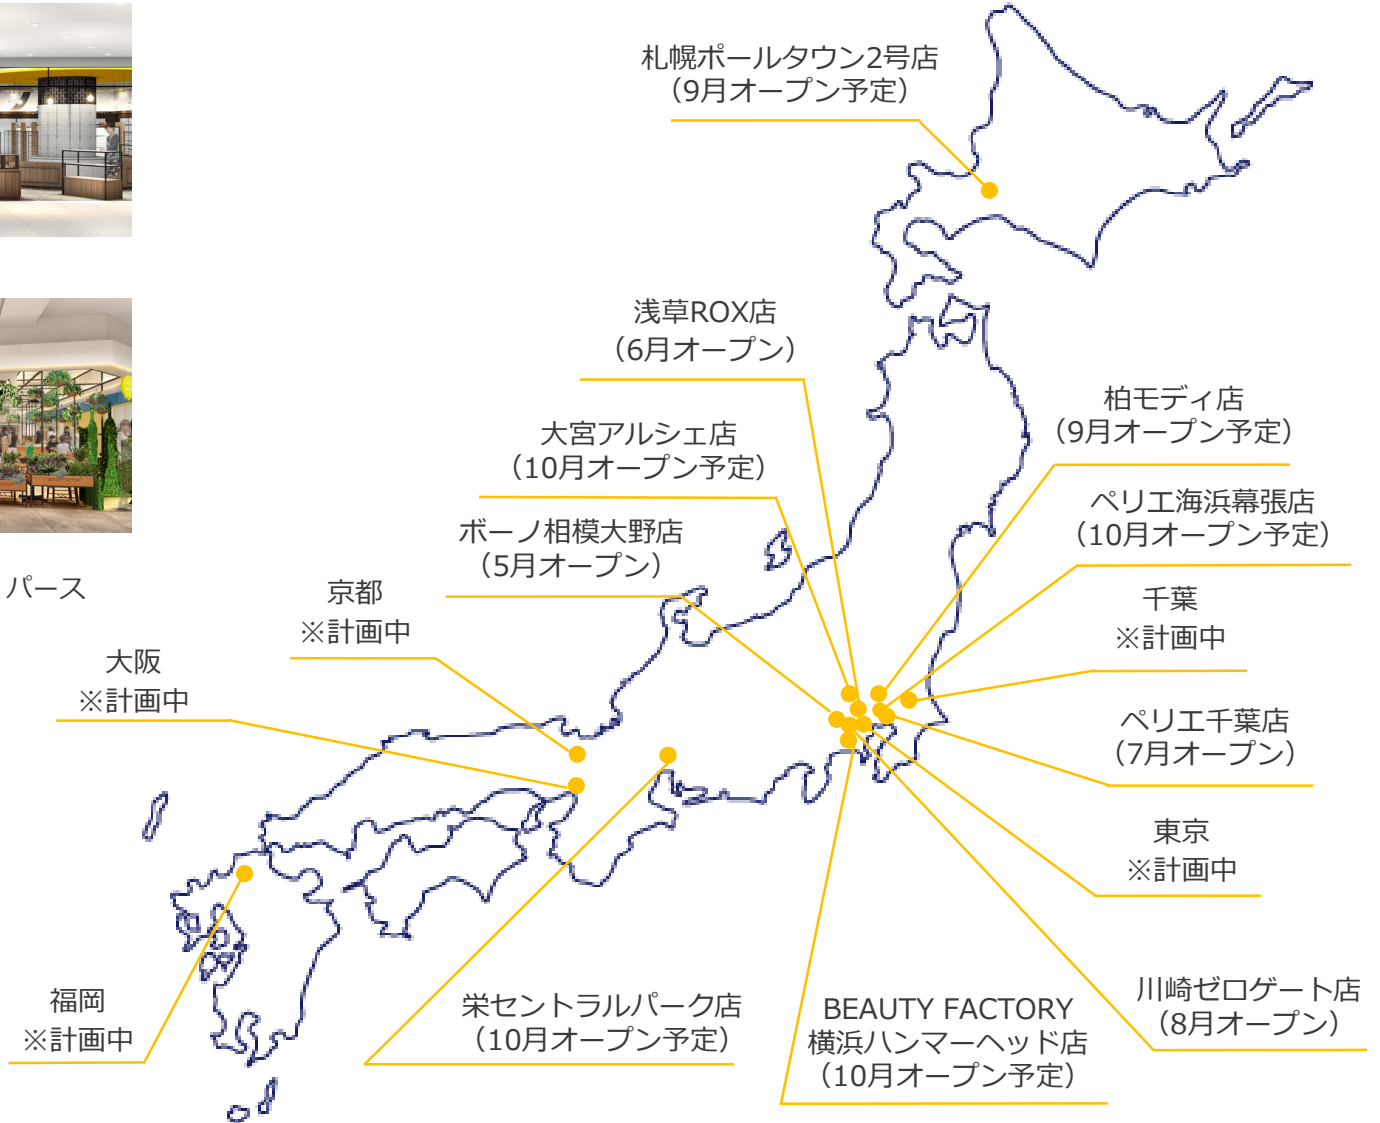 札幌ポールタウン2号店
（9月オープン予定）
浅草ROX店
（6月オープン）
柏モディ店
（9月オープン予定）
大宮アルシェ店
（10月オープン予定）
ペリエ海浜幕張店
（10月オープン予定）
ボーノ相模大野店
（5月オープン）
パース
京都
※計画中
千葉
※計画中
大阪
※計画中
ペリエ千葉店
（7月オープン）
東京
※計画中
福岡
※計画中
栄セントラルパーク店
（10月オープン予定）
BEAUTY FACTORY
横浜ハンマーヘッド店
（10月オープン予定）
川崎ゼロゲート店
（8月オープン）